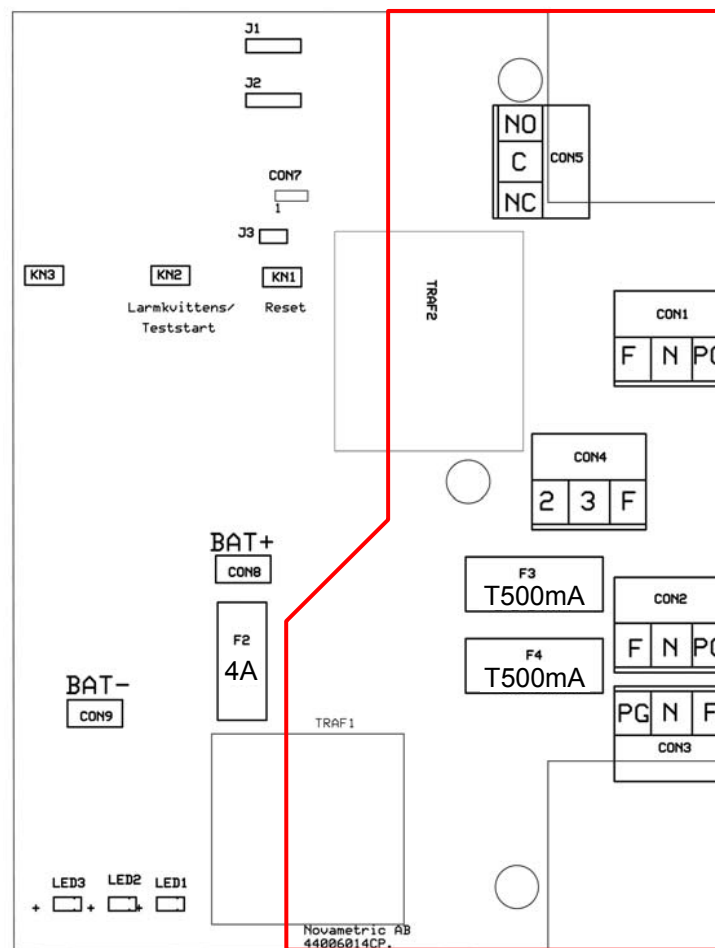 J1
J2
NO
C
NC
CON5
CON7
1
J3
KN3
KN2
KN1
Larmkvittens/
Teststart
Reset
TRAF2
CON1
F N
CON4
2 3 F
BAT+
CON8
F3
T500mA
CON2
F N
F2
4A
F4
T500mA
BAT-
CON9
PG N
CON3
TRAF1
LED3 LED2 LED1
+ + +
Novametric AB
44006014CP.